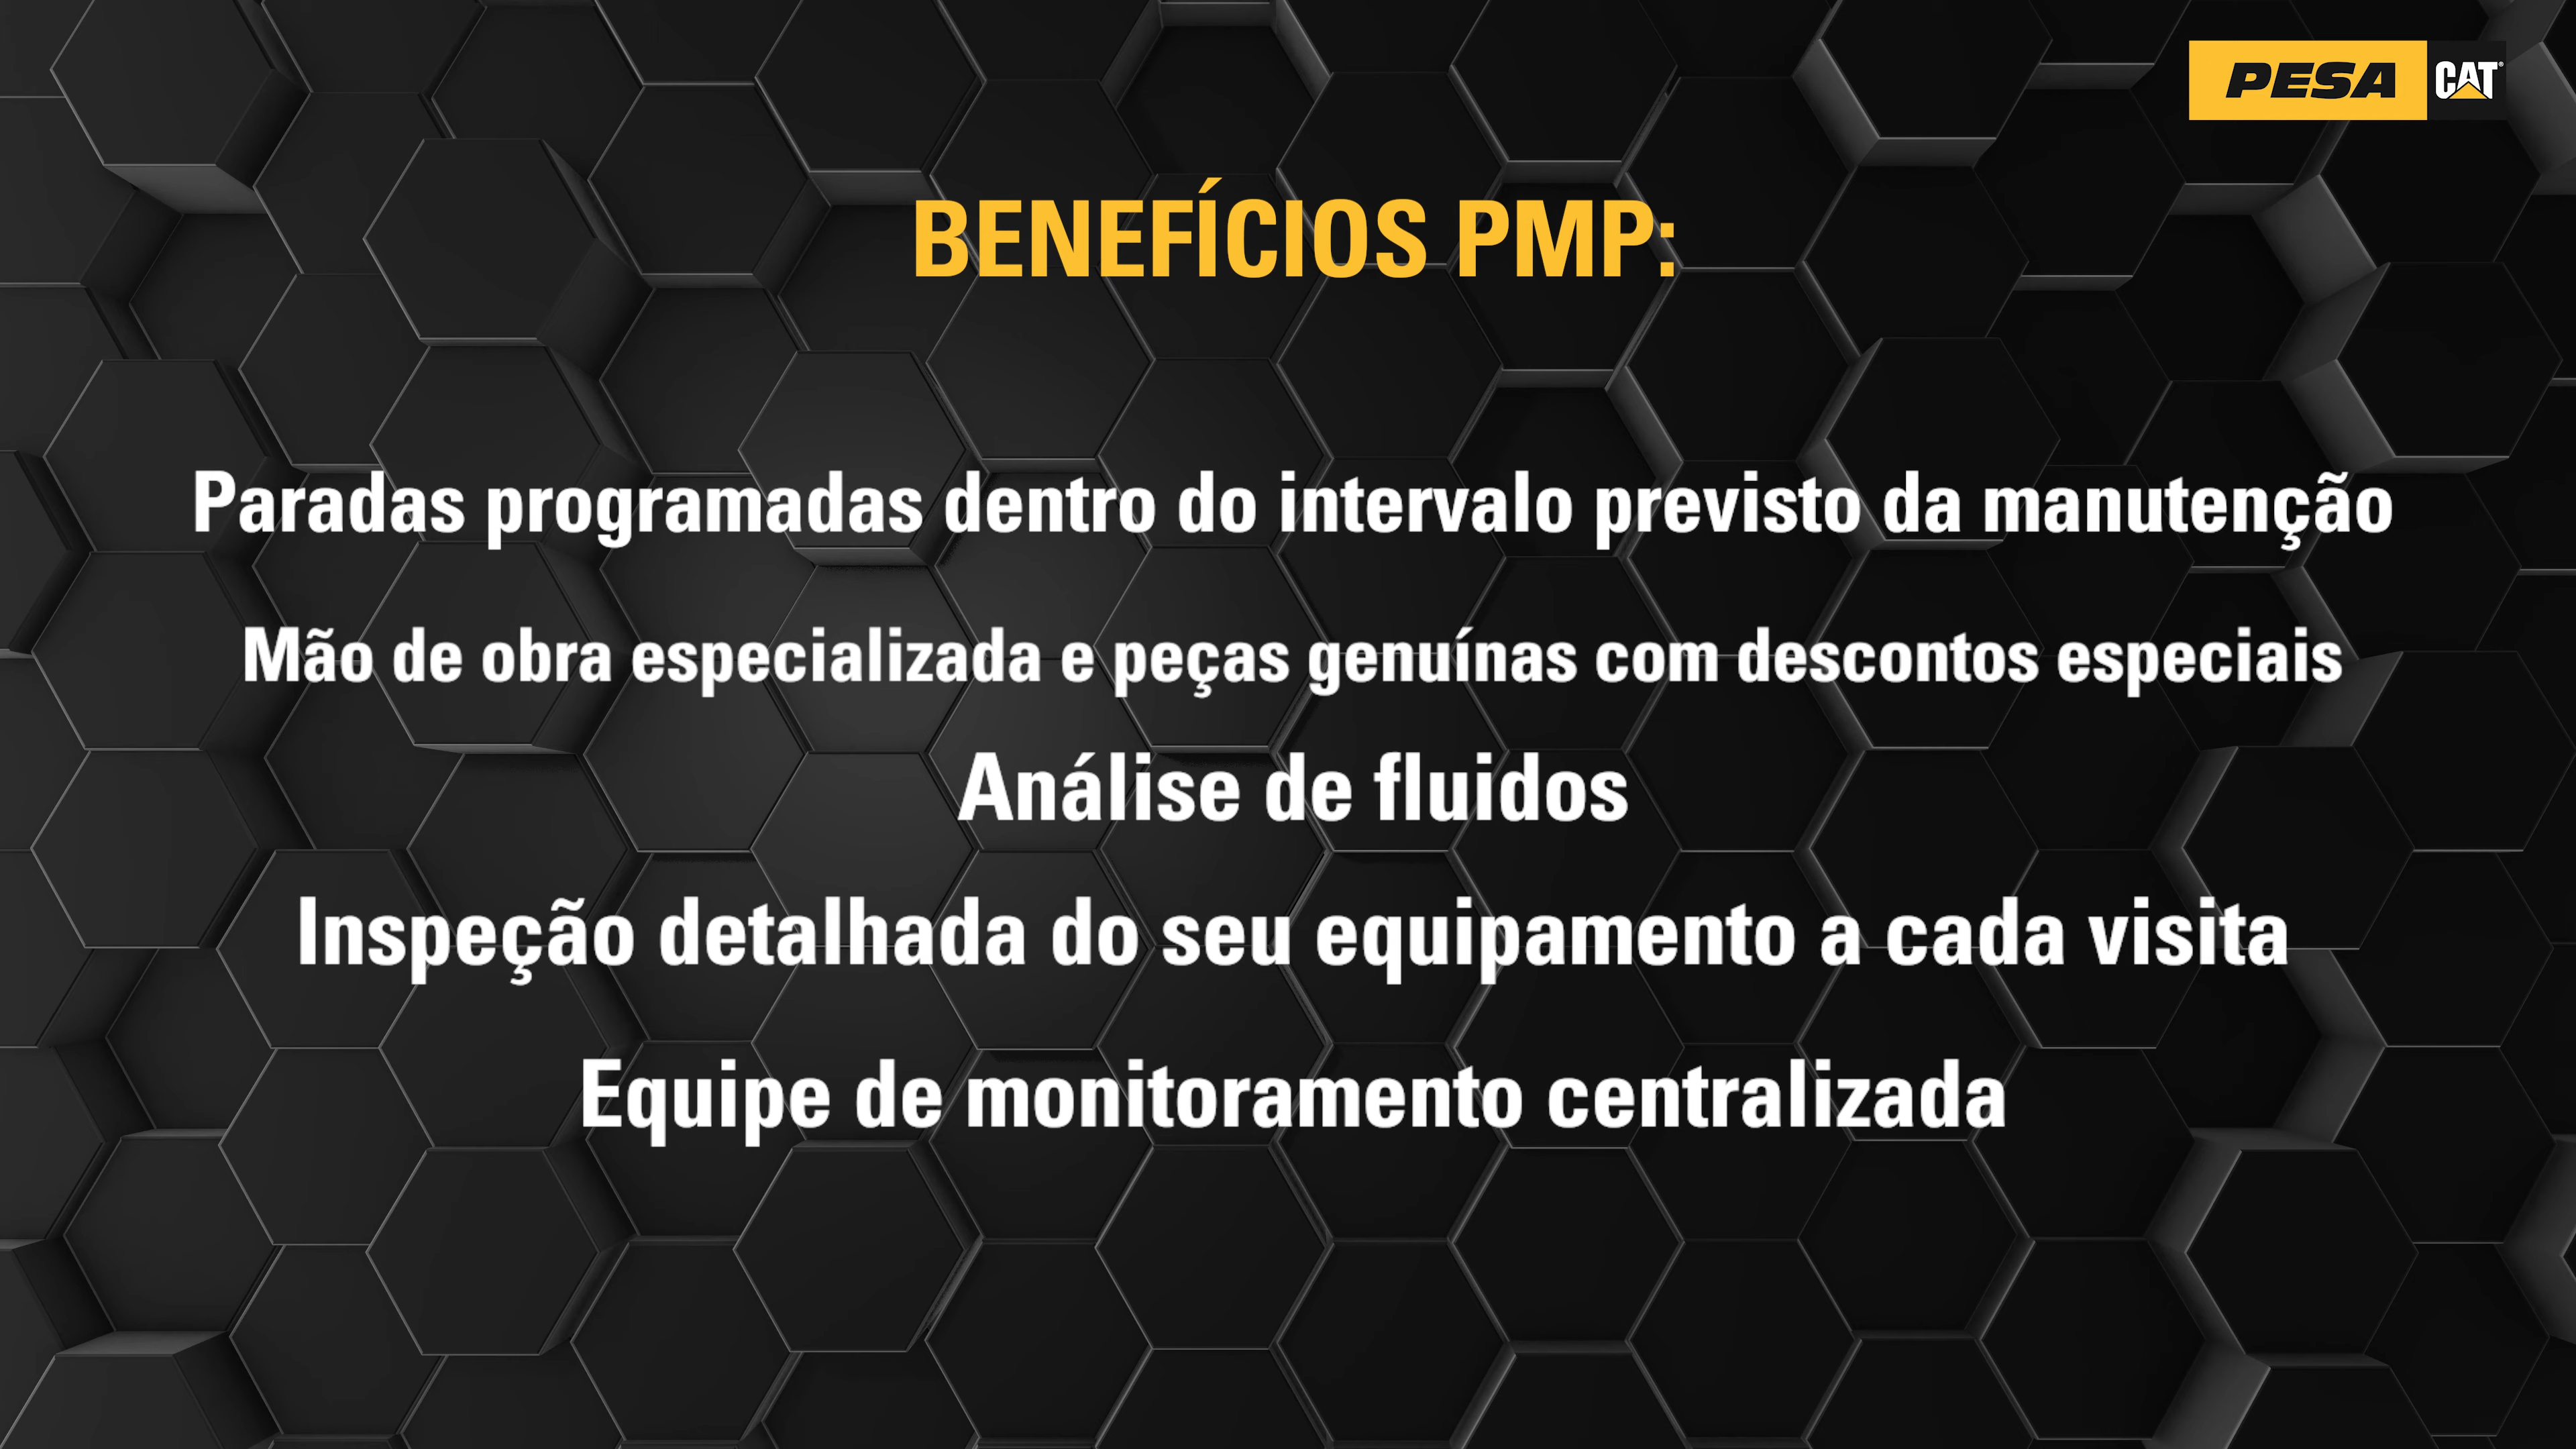 PESA CAT
BENEFÍCIOS PMP:
Paradas programadas dentro do intervalo previsto da manutenção
Mão de obra especializada e peças genuínas com descontos especiais
Análise de fluidos
Inspeção detalhada do seu equipamento a cada visita
Equipe de monitoramento centralizada